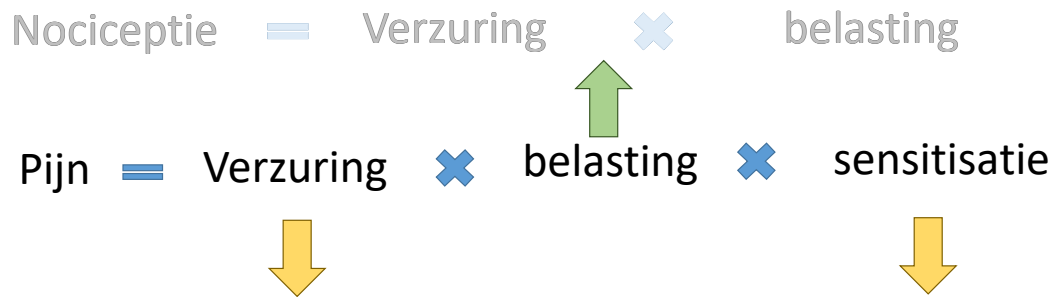 Nociceptie = Verzuring × belasting
Pijn = Verzuring × belasting × sensitisatie